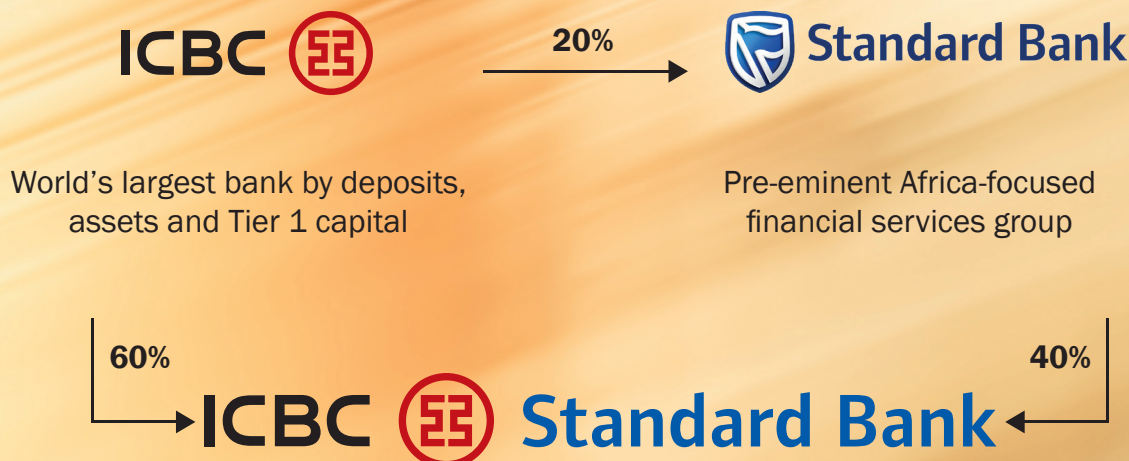 ICBC
20%
Standard Bank
World's largest bank by deposits,
assets and Tier 1 capital
Pre-eminent Africa-focused
financial services group
60%
40%
ICBC Standard Bank